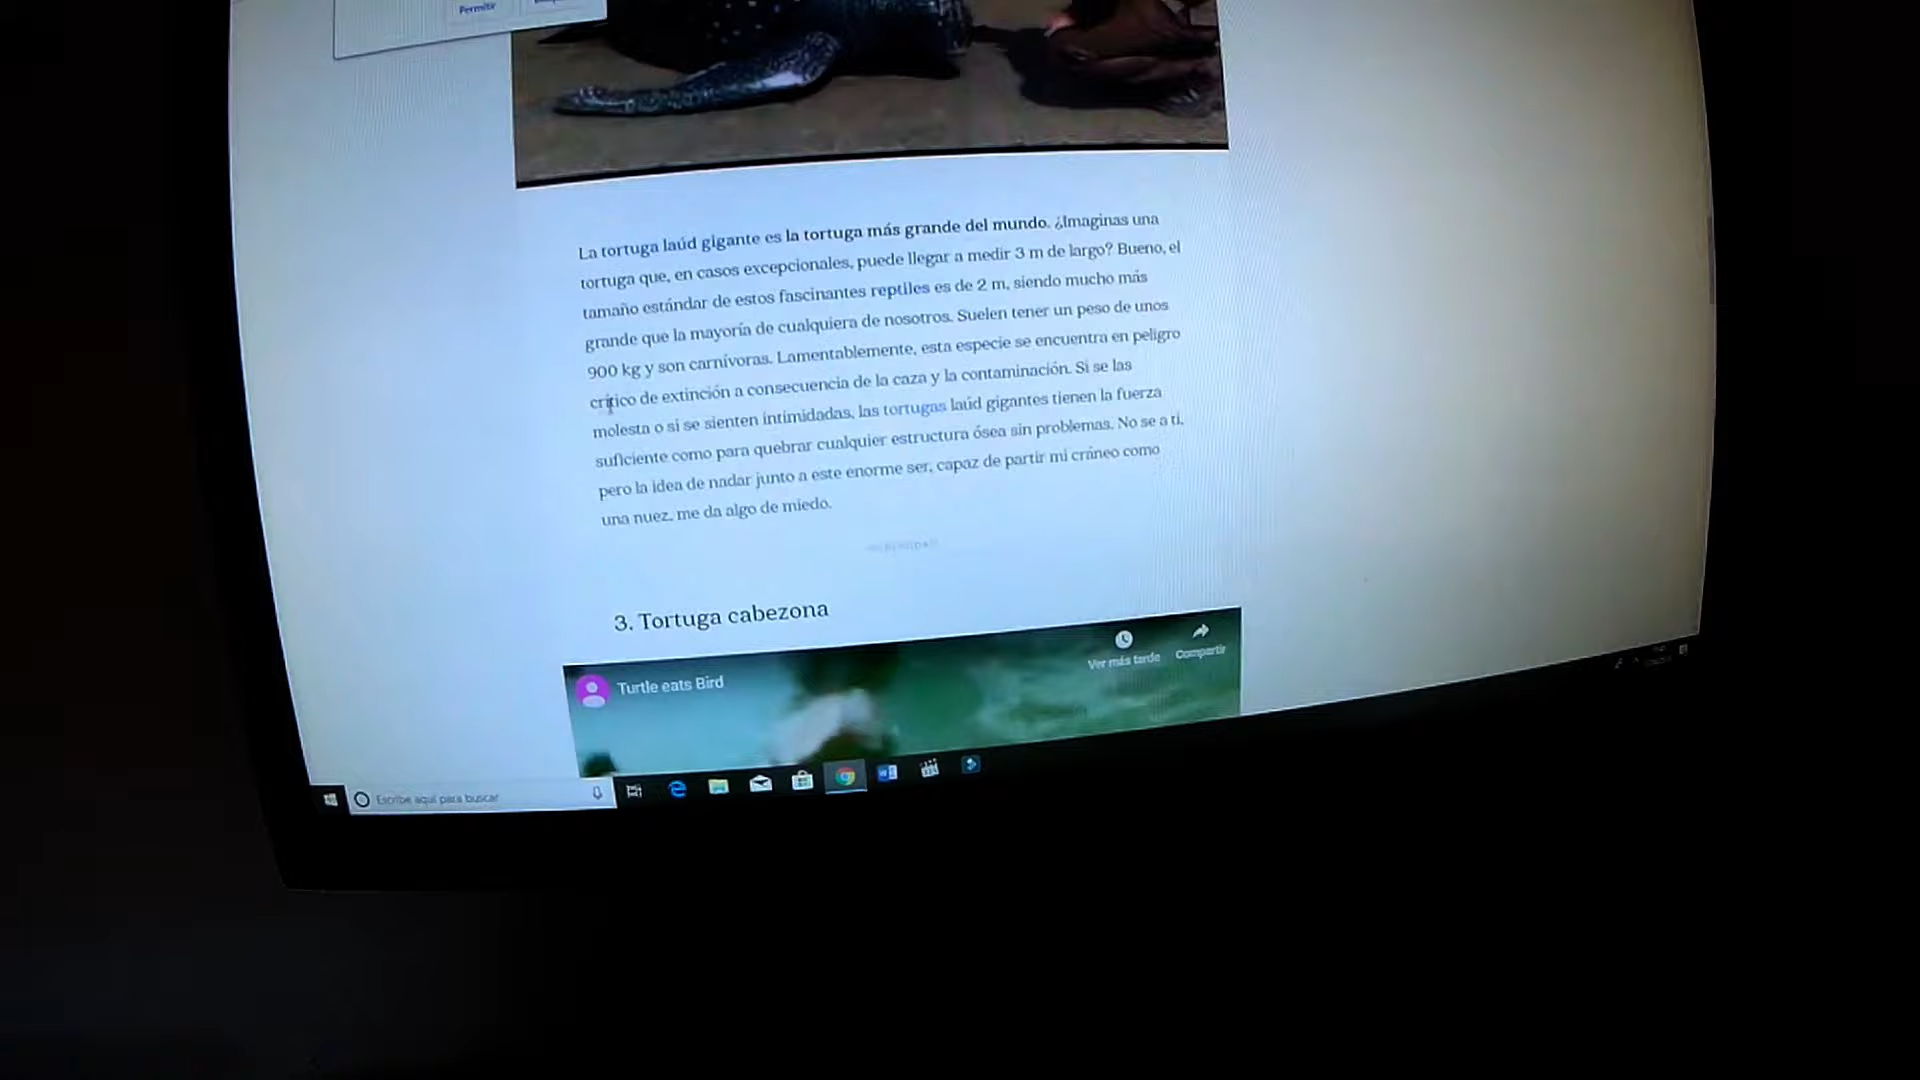 Permitir
La tortuga laúd gigante es la tortuga más grande del mundo. ¿Imaginas una
tortuga que, en casos excepcionales, puede llegar a medir 3 m de largo? Bueno, el
tamaño estándar de estos fascinantes reptiles es de 2 m, siendo mucho más
grande que la mayoría de cualquiera de nosotros. Suelen tener un peso de unos
900 kg y son carnívoras. Lamentablemente, esta especie se encuentra en peligro
crítico de extinción a consecuencia de la caza y la contaminación. Si se las
molesta o si se sienten intimidadas, las tortugas laúd gigantes tienen la fuerza
suficiente como para quebrar cualquier estructura ósea sin problemas. No se a ti,
pero la idea de nadar junto a este enorme ser, capaz de partir mi cráneo como
una nuez, me da algo de miedo.
3. Tortuga cabezona
Turtle eats Bird
Ver más tarde
Compartir
Escribe aquí para buscar